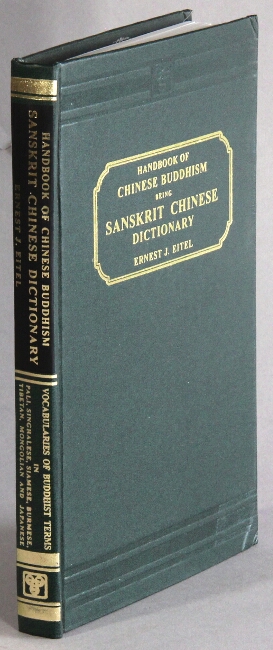 HANDBOOK OF CHINESE BUDDHISM
SANSKRIT-CHINESE DICTIONARY
ERNEST J. EITEL
VOCABULARIES OF BUDDHIST TERMS
IN
PALI, SINGHALESE, SIAMESE, BURMESE,
TIBETAN, MONGOLIAN AND JAPANESE
HANDBOOK OF
CHINESE BUDDHISM
BEING
SANSKRIT CHINESE
DICTIONARY
ERNEST J. EITEL